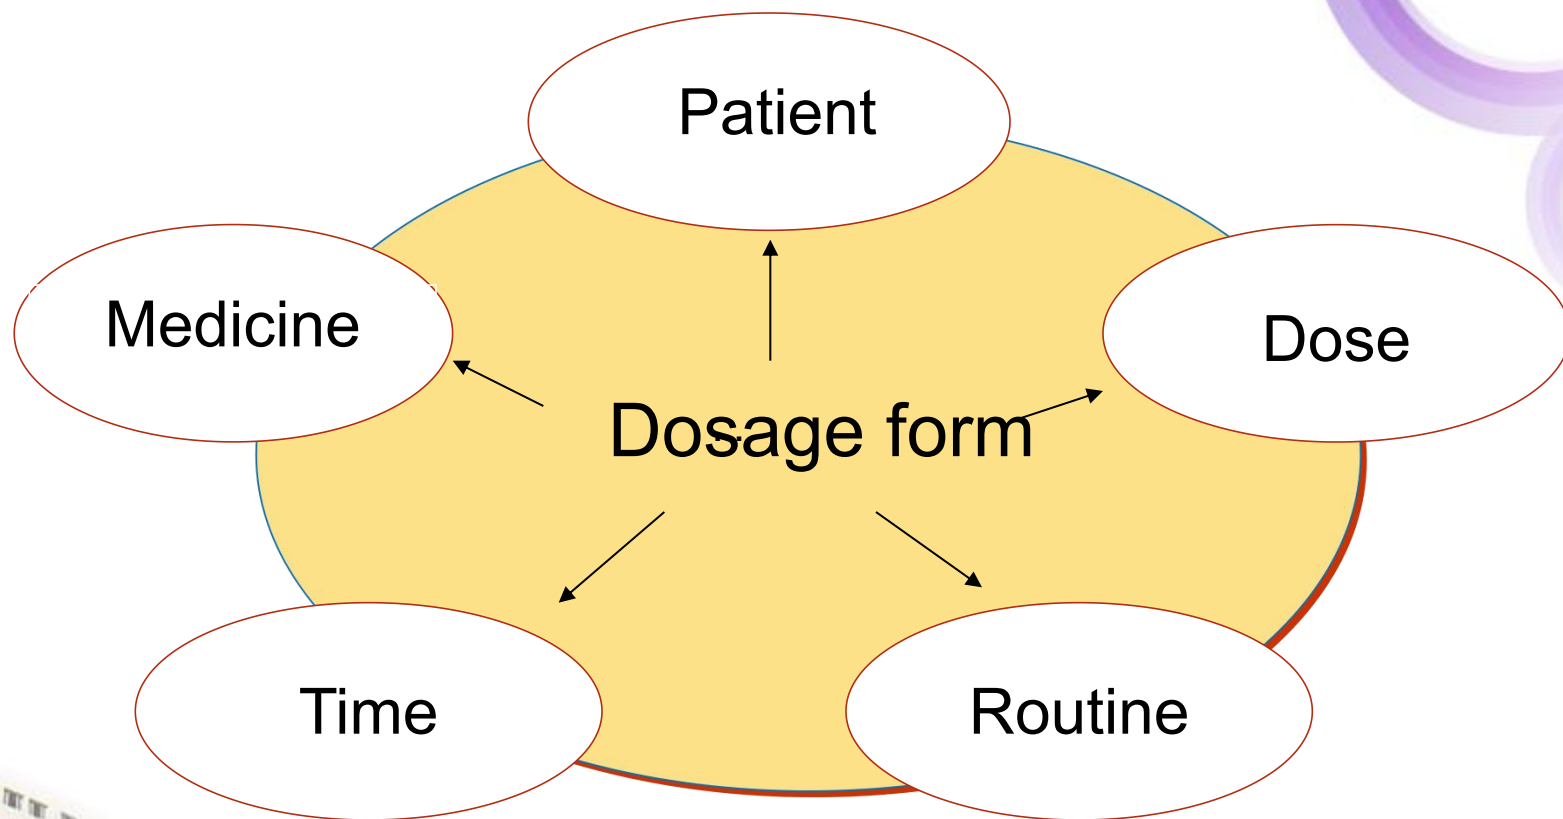 Patient
Medicine
Dose
Dosage form
Time
Routine